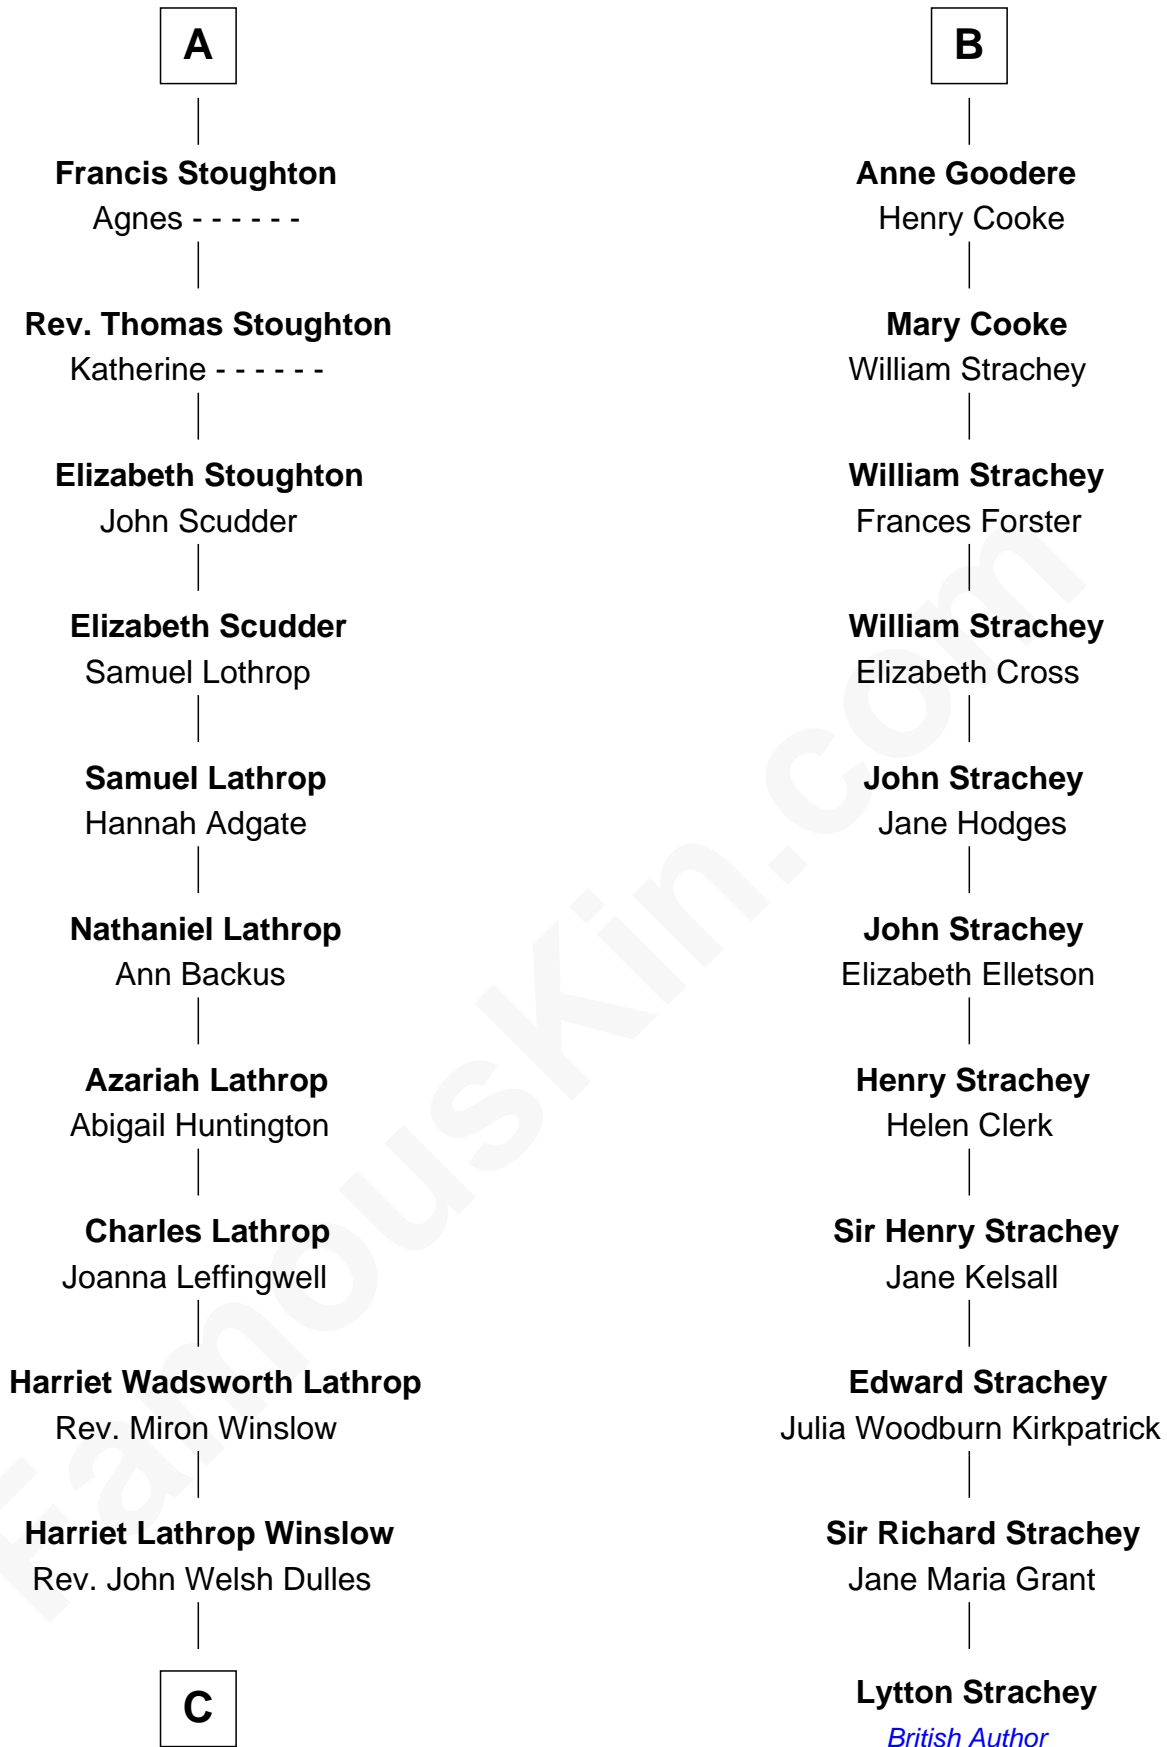 A
Francis Stoughton
Agnes - - - - - -
Rev. Thomas Stoughton
Katherine - - - - - -
Elizabeth Stoughton
John Scudder
Elizabeth Scudder
Samuel Lothrop
Samuel Lathrop
Hannah Adgate
Nathaniel Lathrop
Ann Backus
Azariah Lathrop
Abigail Huntington
Charles Lathrop
Joanna Leffingwell
Harriet Wadsworth Lathrop
Rev. Miron Winslow
Harriet Lathrop Winslow
Rev. John Welsh Dulles
C
B
Anne Goodere
Henry Cooke
Mary Cooke
William Strachey
William Strachey
Frances Forster
William Strachey
Elizabeth Cross
John Strachey
Jane Hodges
John Strachey
Elizabeth Elletson
Henry Strachey
Helen Clerk
Sir Henry Strachey
Jane Kelsall
Edward Strachey
Julia Woodburn Kirkpatrick
Sir Richard Strachey
Jane Maria Grant
Lytton Strachey
British Author
FamousKin.com